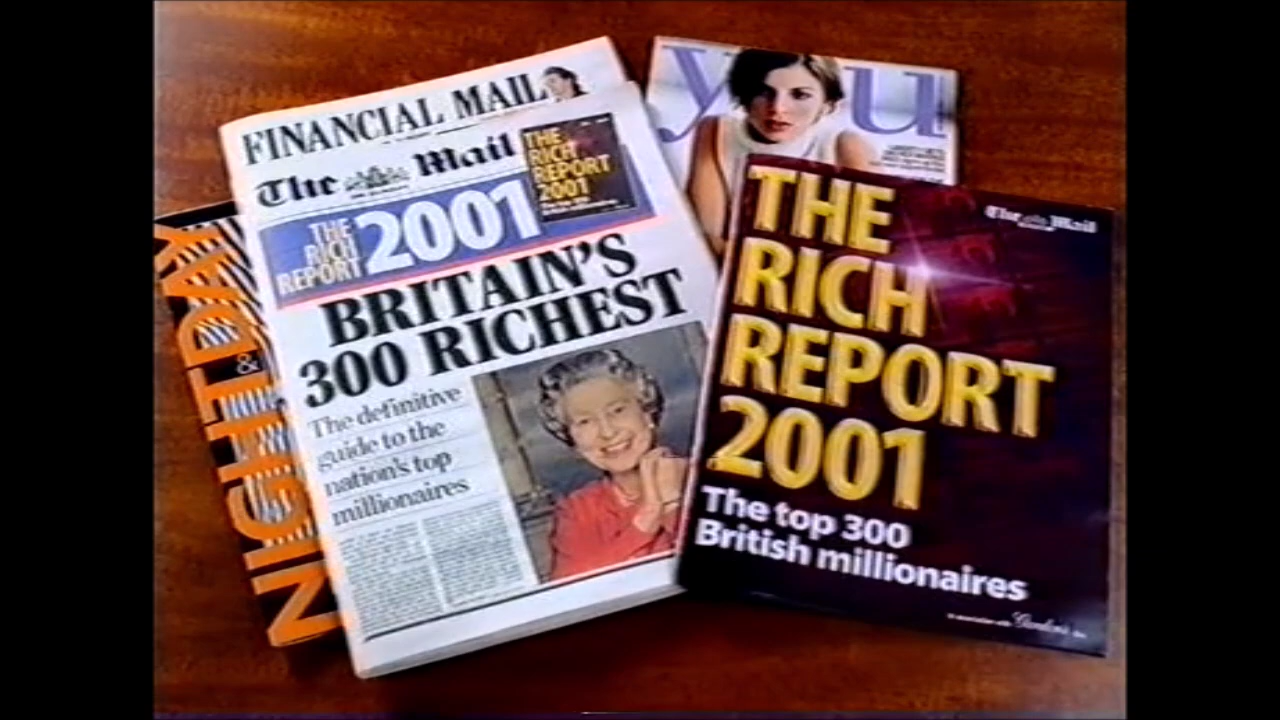 FINANCIAL MAIL
The Mail
THE
RICH
REPORT
2001
THE
RICH
REPORT
2001
BRITAIN'S
300 RICHEST
The definitive
guide to the
nation's top
millionaires
NIGHT & DAY
you
The Mail
THE
RICH
REPORT
2001
The top 300
British millionaires